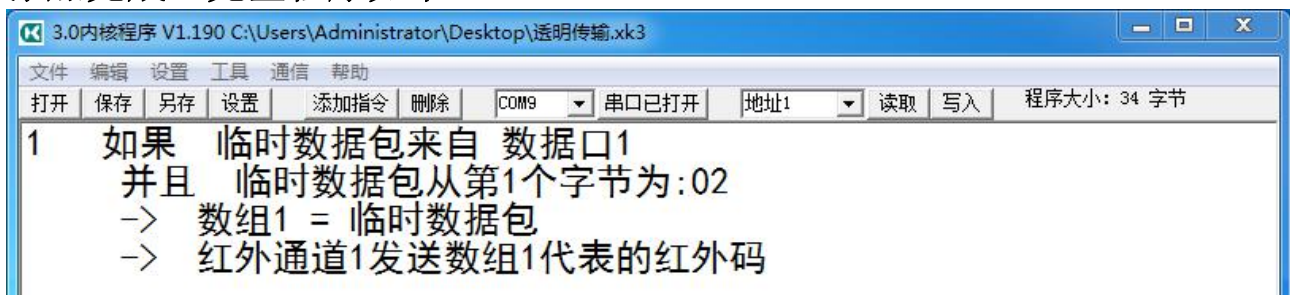 3.0内核程序 V1.190 C:\Users\Administrator\Desktop\透明传输.xk3
文件 编辑 设置 工具 通信 帮助
打开 保存 另存 设置 添加指令 删除 COM9 串口已打开 地址1 读取 写入 程序大小: 34 字节
1 如果 临时数据包来自 数据口1
并且 临时数据包从第1个字节为:02
-> 数组1 = 临时数据包
-> 红外通道1发送数组1代表的红外码